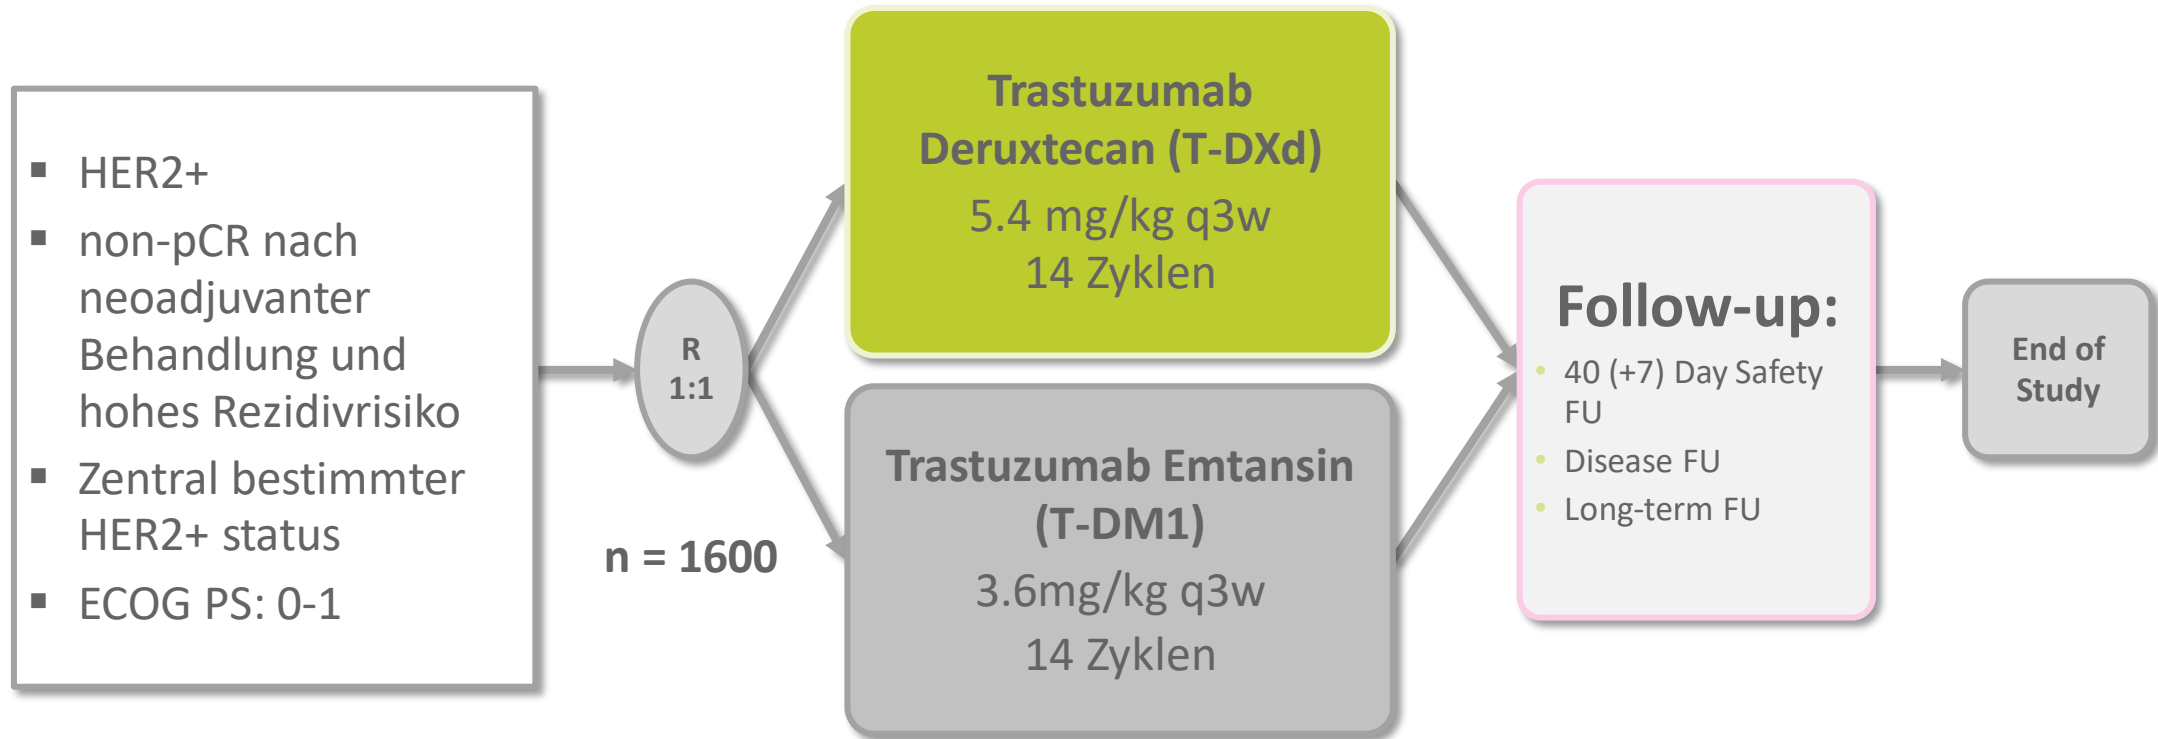 ▪ HER2+
▪ non-pCR nach
neoadjuvanter
Behandlung und
hohes Rezidivrisiko
▪ Zentral bestimmter
HER2+ status
▪ ECOG PS: 0-1
R
1:1
n = 1600
Trastuzumab
Deruxtecan (T-DXd)
5.4 mg/kg q3w
14 Zyklen
Trastuzumab Emtansin
(T-DM1)
3.6mg/kg q3w
14 Zyklen
Follow-up:
• 40 (+7) Day Safety
FU
• Disease FU
• Long-term FU
End of
Study